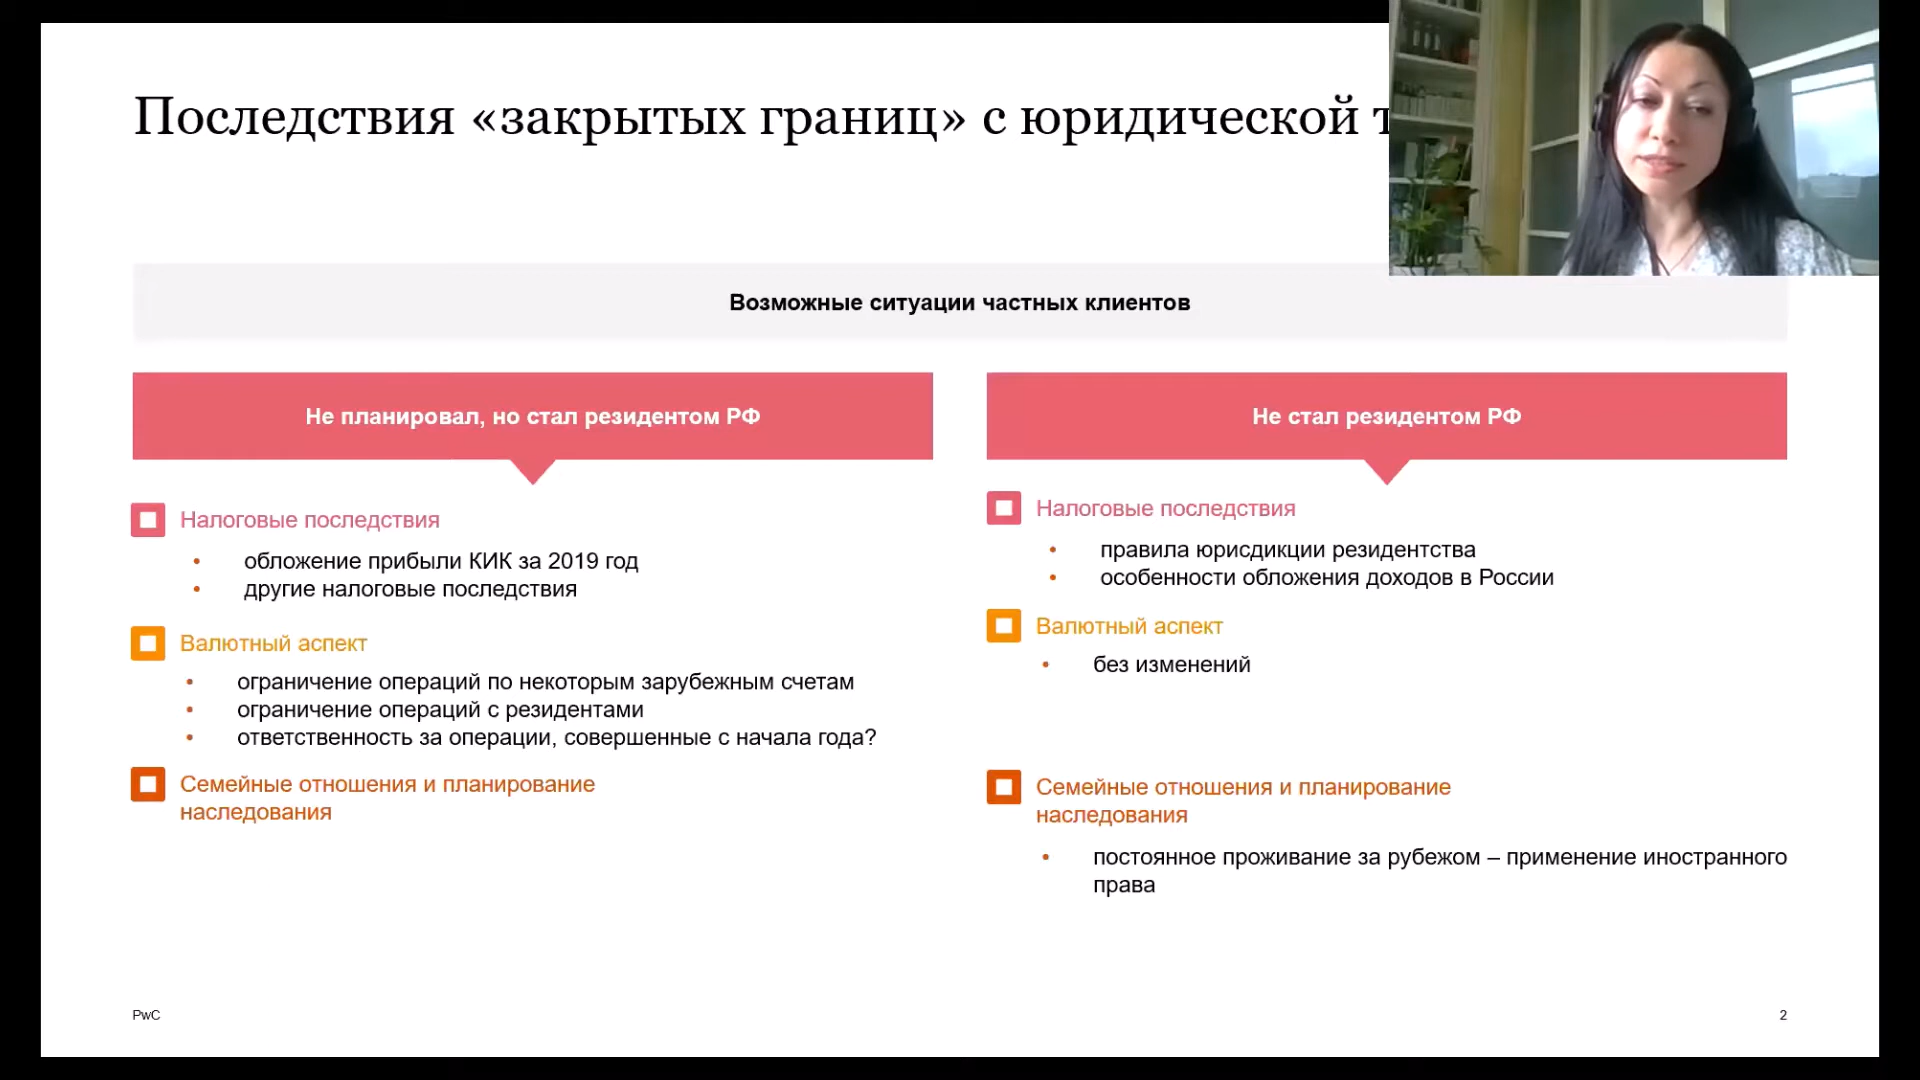 Последствия «закрытых границ» с юридической
Возможные ситуации частных клиентов
Не планировал, но стал резидентом РФ
Налоговые последствия
• обложение прибыли КИК за 2019 год
• другие налоговые последствия
Валютный аспект
• ограничение операций по некоторым зарубежным счетам
• ограничение операций с резидентами
• ответственность за операции, совершенные с начала года?
Семейные отношения и планирование
наследования
Не стал резидентом РФ
Налоговые последствия
• правила юрисдикции резидентства
• особенности обложения доходов в России
Валютный аспект
• без изменений
Семейные отношения и планирование
наследования
• постоянное проживание за рубежом – применение иностранного
права
PwC
2